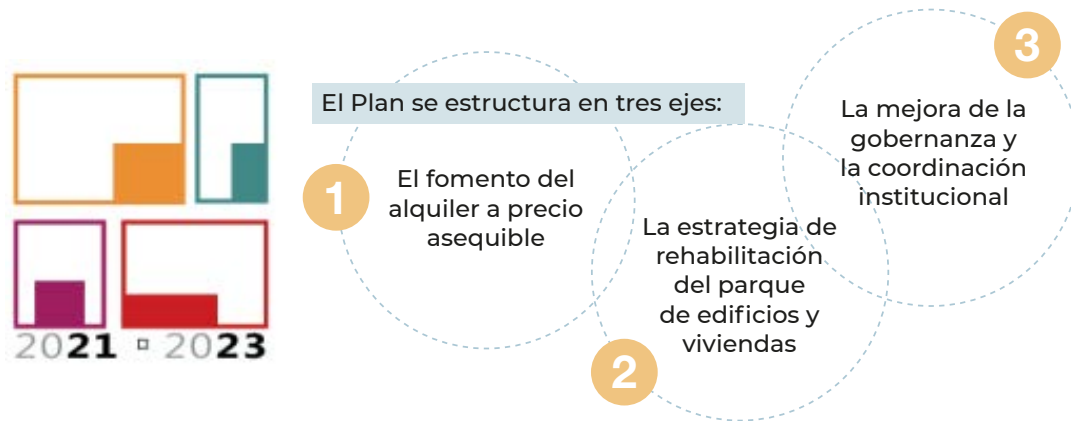 El Plan se estructura en tres ejes:
1
El fomento del
alquiler a precio
asequible
2
La estrategia de
rehabilitación
del parque
de edificios y
viviendas
3
La mejora de la
gobernanza y
la coordinación
institucional
2021 ▫ 2023